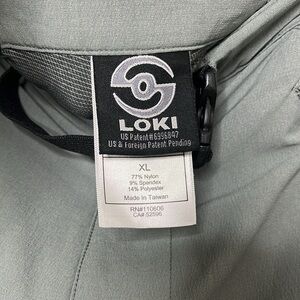 LOKI
US Patent#6996847
US & Foreign Patent Pending
XL
77% Nylon
9% Spandex
14% Polyester
Made In Taiwan
RN#110606
CA# 52596